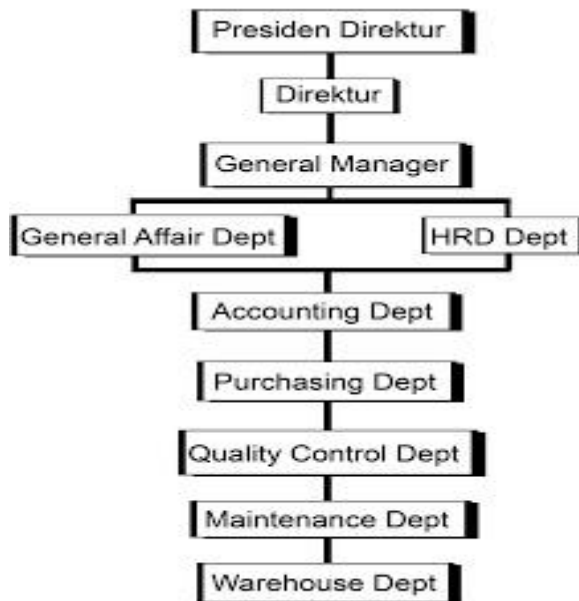 Presiden Direktur
Direktur
General Manager
General Affair Dept
HRD Dept
Accounting Dept
Purchasing Dept
Quality Control Dept
Maintenance Dept
Warehouse Dept